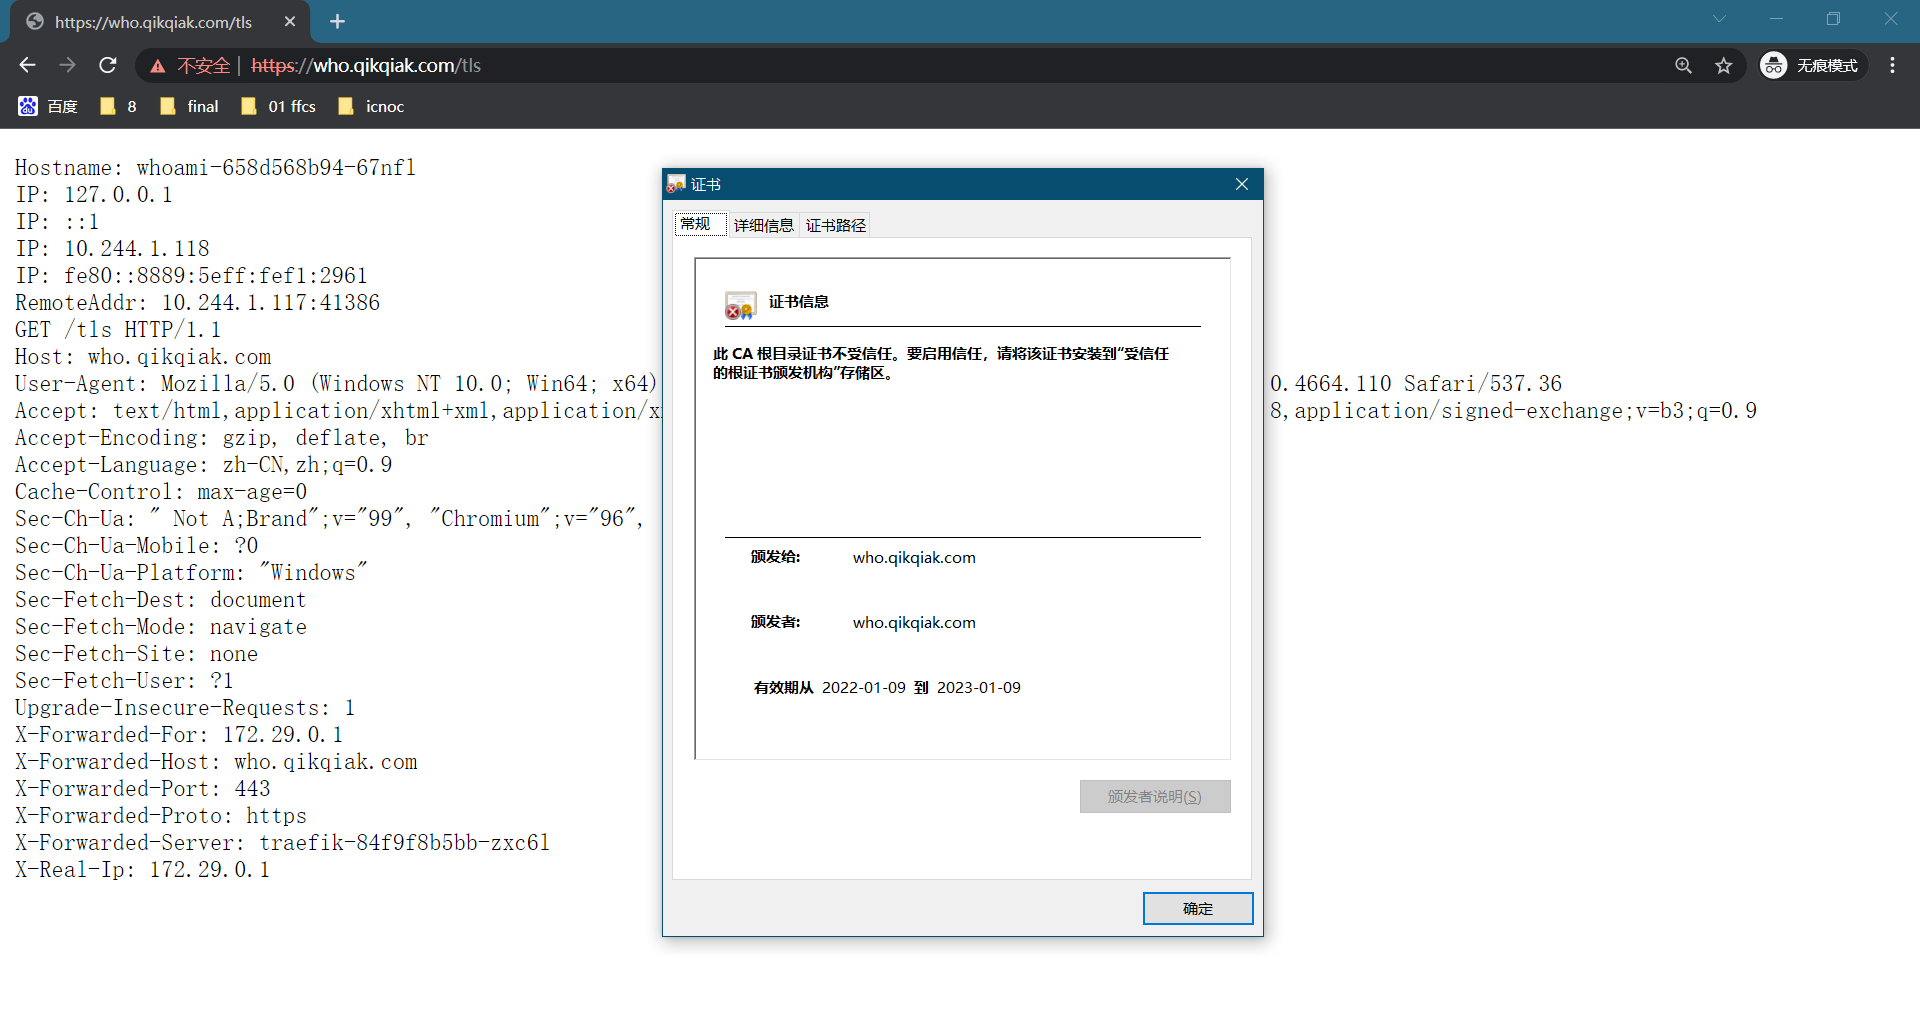 https://who.qikqiak.com/tls
不安全 | https://who.qikqiak.com/tls
无痕模式
百度
8
final
01 ffcs
icnoc
Hostname: whoami-658d568b94-67nfl
IP: 127.0.0.1
IP: ::1
IP: 10.244.1.118
IP: fe80::8889:5eff:fef1:2961
RemoteAddr: 10.244.1.117:41386
GET /tls HTTP/1.1
Host: who.qikqiak.com
User-Agent: Mozilla/5.0 (Windows NT 10.0; Win64; x64) 0.4664.110 Safari/537.36
Accept: text/html,application/xhtml+xml,application/x 8,application/signed-exchange;v=b3;q=0.9
Accept-Encoding: gzip, deflate, br
Accept-Language: zh-CN,zh;q=0.9
Cache-Control: max-age=0
Sec-Ch-Ua: " Not A;Brand";v="99", "Chromium";v="96",
Sec-Ch-Ua-Mobile: ?0
Sec-Ch-Ua-Platform: "Windows"
Sec-Fetch-Dest: document
Sec-Fetch-Mode: navigate
Sec-Fetch-Site: none
Sec-Fetch-User: ?1
Upgrade-Insecure-Requests: 1
X-Forwarded-For: 172.29.0.1
X-Forwarded-Host: who.qikqiak.com
X-Forwarded-Port: 443
X-Forwarded-Proto: https
X-Forwarded-Server: traefik-84f9f8b5bb-zxc6l
X-Real-Ip: 172.29.0.1
证书
常规 详细信息 证书路径
证书信息
此 CA 根目录证书不受信任。要启用信任，请将该证书安装到“受信任
的根证书颁发机构”存储区。
颁发给: who.qikqiak.com
颁发者: who.qikqiak.com
有效期从 2022-01-09 到 2023-01-09
颁发者说明(S)
确定